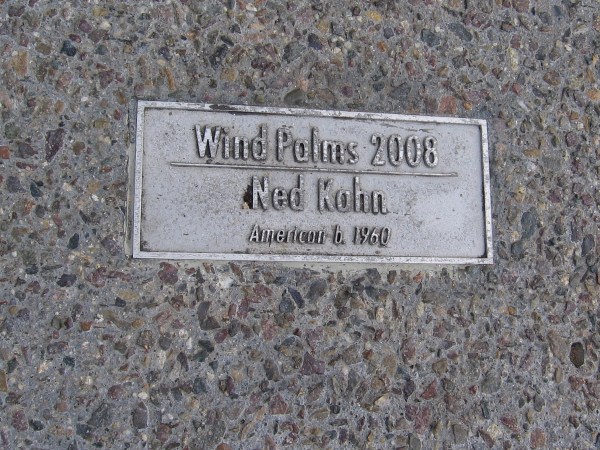 Wind Palms 2008
Ned Kahn
American b. 1960